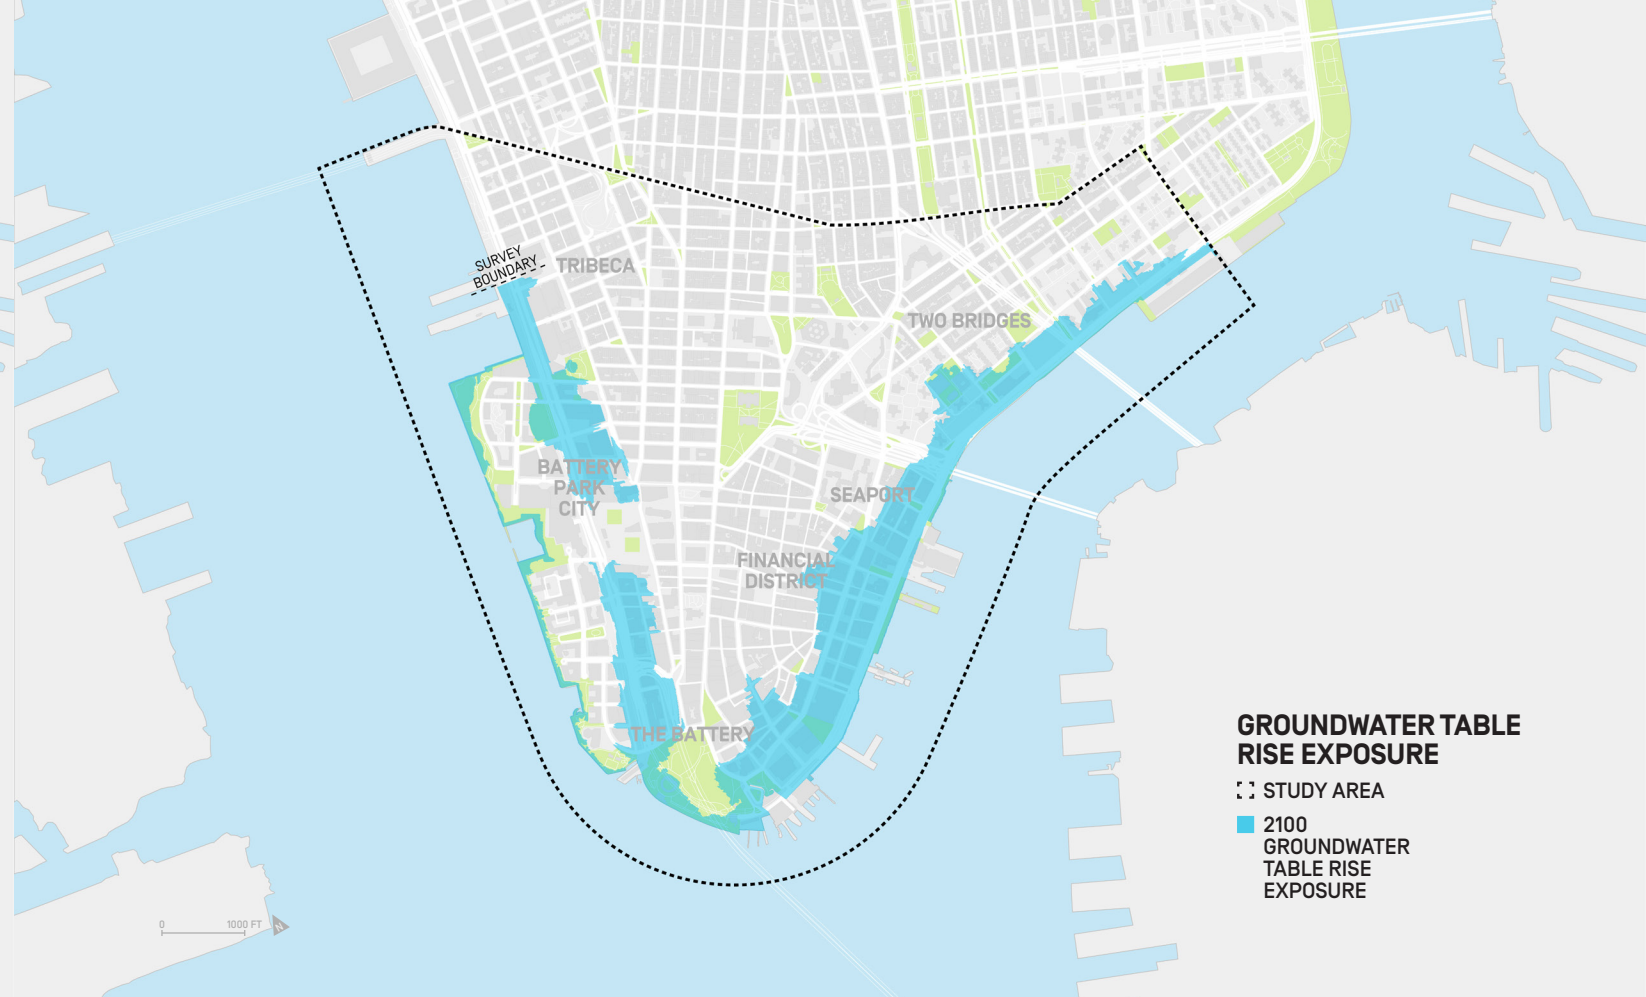 SURVEY
BOUNDARY
TRIBECA
TWO BRIDGES
BATTERY
PARK
CITY
SEAPORT
FINANCIAL
DISTRICT
THE BATTERY
GROUNDWATER TABLE
RISE EXPOSURE
STUDY AREA
2100
GROUNDWATER
TABLE RISE
EXPOSURE
0 1000 FT
N